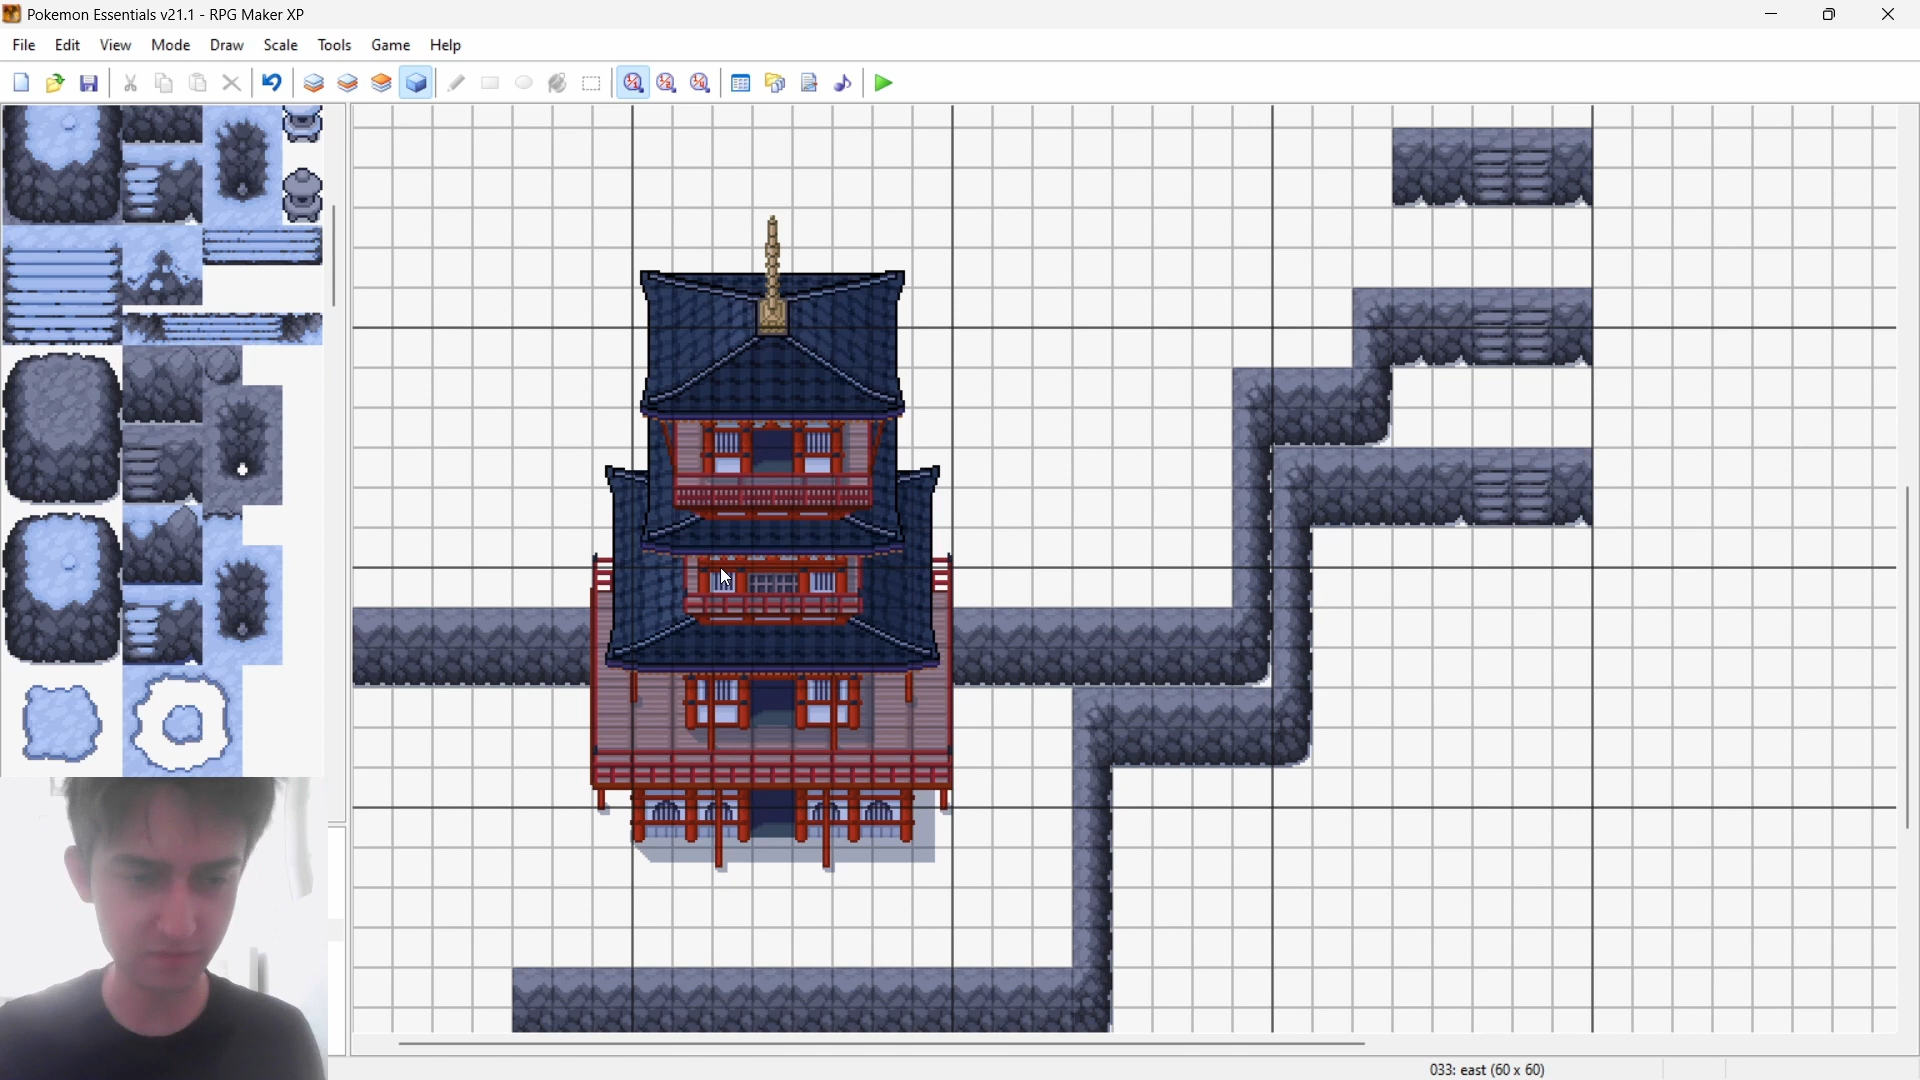 Pokemon Essentials v21.1 - RPG Maker XP
File Edit View Mode Draw Scale Tools Game Help
033: east (60 x 60)